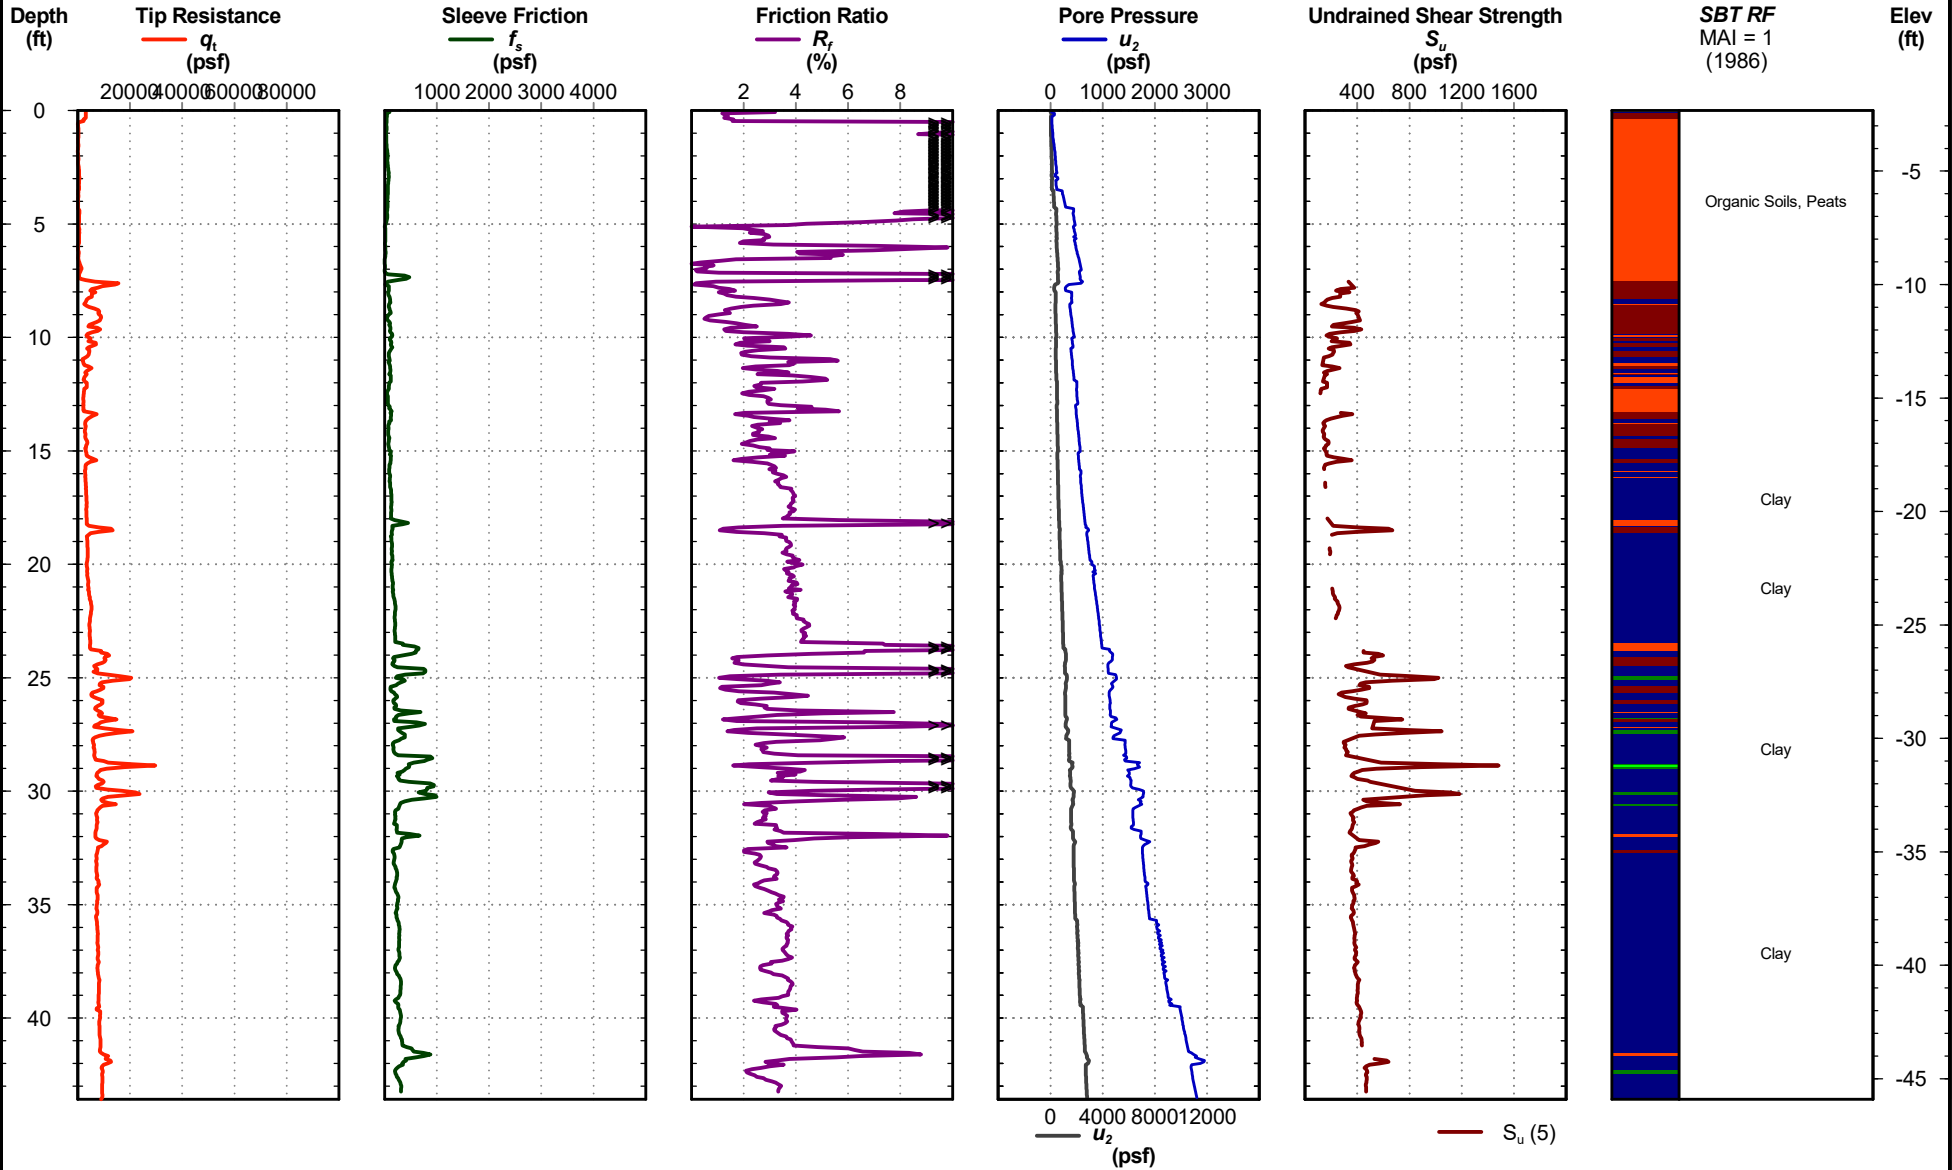 Depth
(ft)
Tip Resistance
qt
(psf)
Sleeve Friction
fs
(psf)
Friction Ratio
Rf
(%)
Pore Pressure
u2
(psf)
Undrained Shear Strength
Su
(psf)
SBT RF
MAI = 1
(1986)
Elev
(ft)
20000 40000 60000 80000
1000 2000 3000 4000
2 4 6 8
0 1000 2000 3000
400 800 1200 1600
0
5
10
15
20
25
30
35
40
Organic Soils, Peats
Clay
Clay
Clay
Clay
-5
-10
-15
-20
-25
-30
-35
-40
-45
0 4000 8000 12000
u2
(psf)
Su (5)